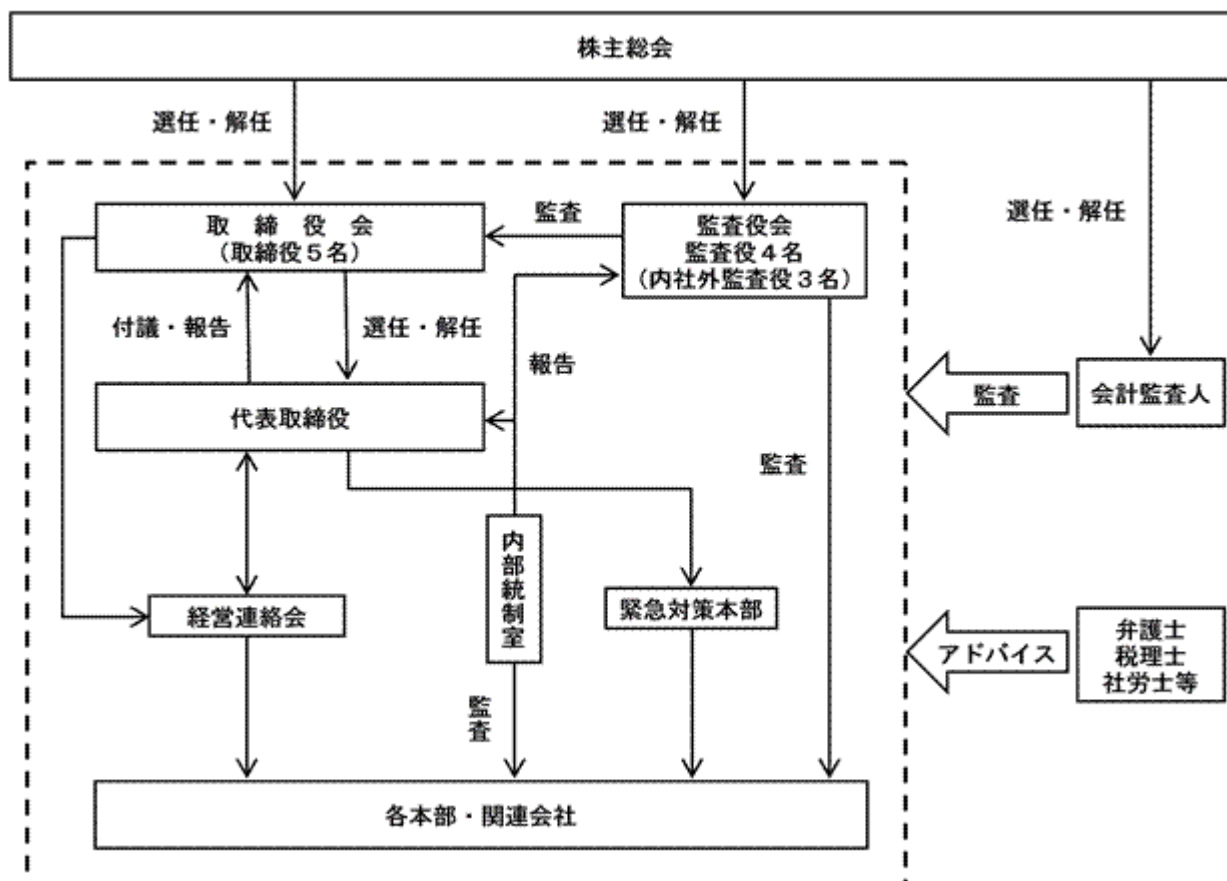 株主総会
選任・解任
選任・解任
選任・解任
取　締　役　会
（取締役５名）
監査
監査役会
監査役４名
（内社外監査役３名）
付議・報告
選任・解任
報告
代表取締役
監査
会計監査人
監査
内部統制室
経営連絡会
緊急対策本部
アドバイス
弁護士
税理士
社労士等
監査
各本部・関連会社